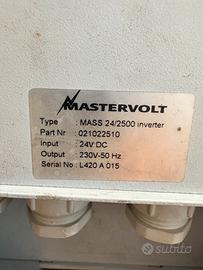 MASTERVOLT
Type : MASS 24/2500 inverter
Part Nr : 021022510
Input : 24V DC
Output : 230V-50 Hz
Serial No : L420 A 015
subito